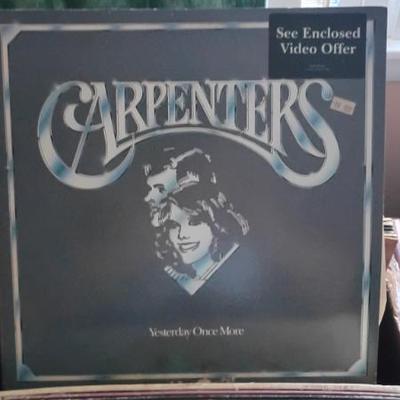 See Enclosed
Video Offer
CARPENTERS
Yesterday Once More